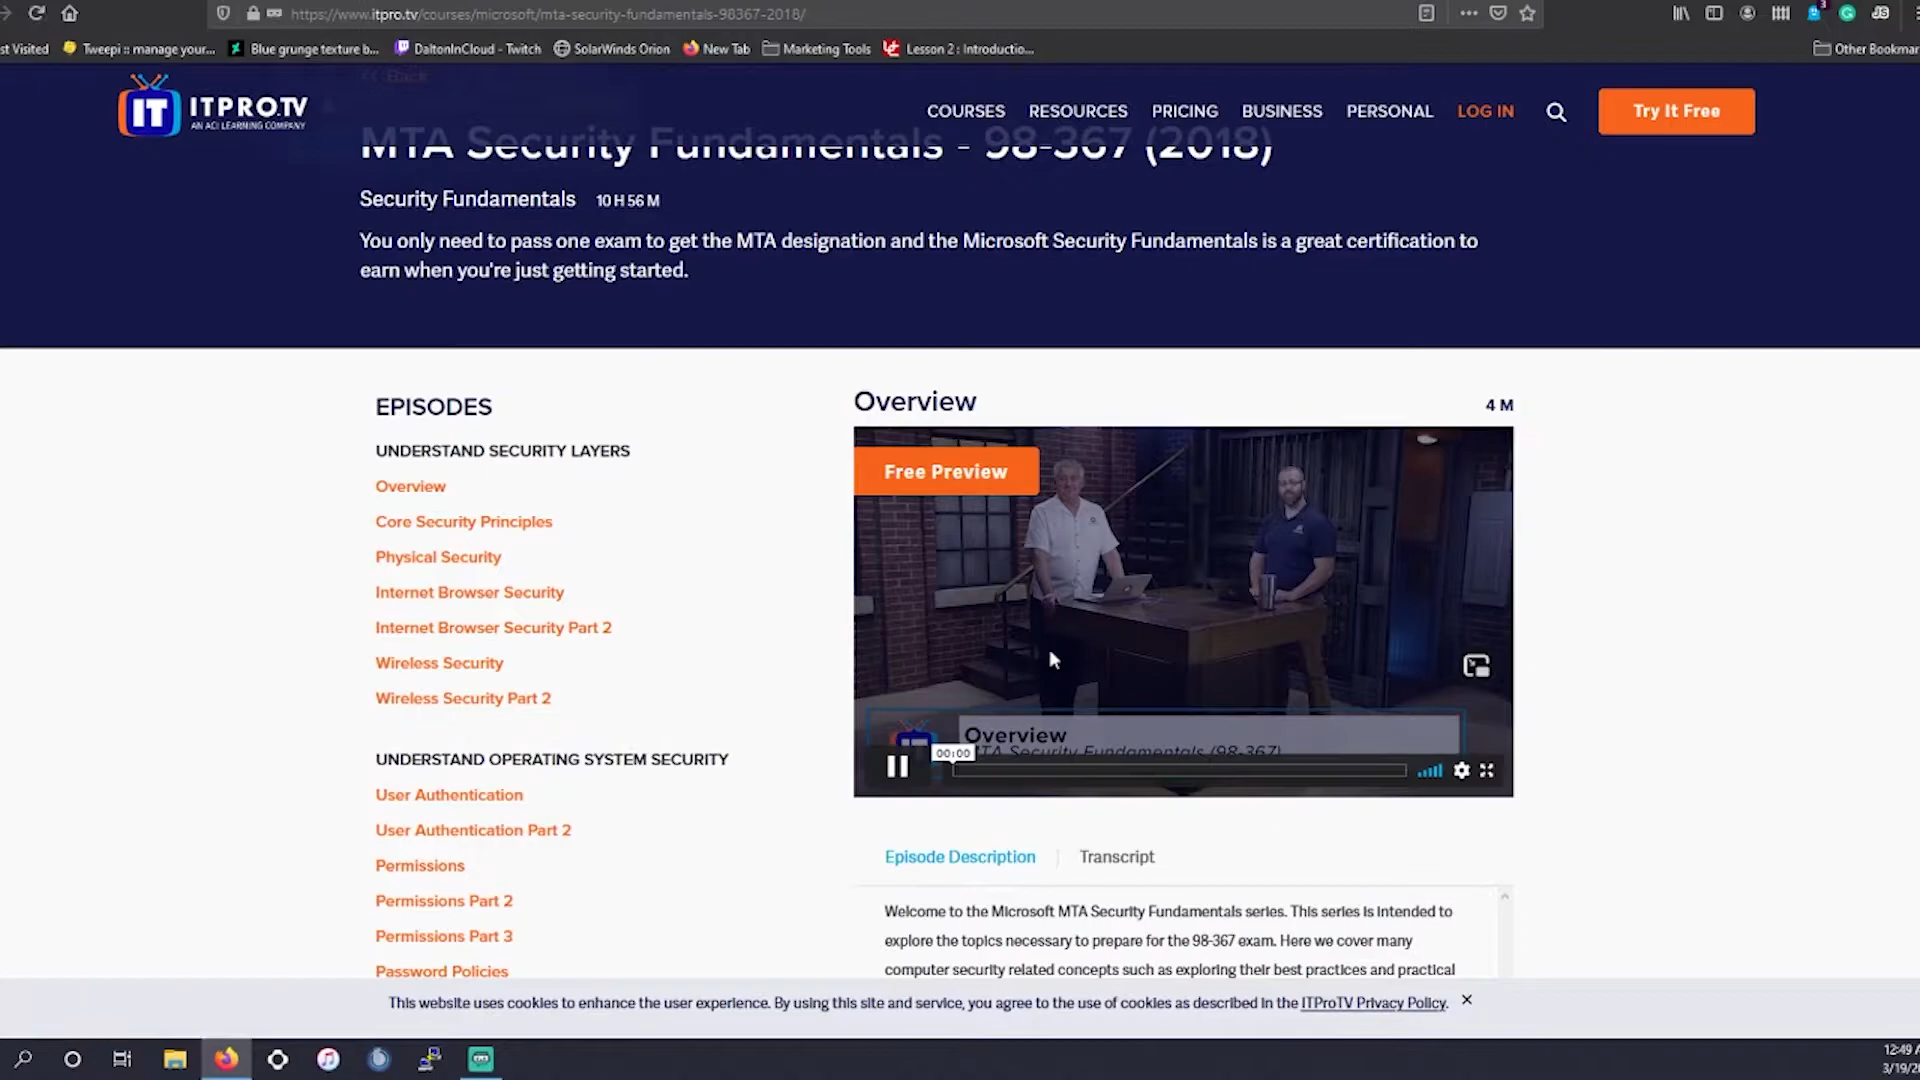 https://www.itpro.tv/courses/microsoft/mta-security-fundamentals-98367-2018/
3
JS
st Visited
Tweepi :: manage your...
Blue grunge texture b...
DaltonInCloud - Twitch
SolarWinds Orion
New Tab
Marketing Tools
Lesson 2 : Introductio...
Other Bookmar
<< Back
IT
ITPRO.TV
AN ACI LEARNING COMPANY
COURSES
RESOURCES
PRICING
BUSINESS
PERSONAL
LOG IN
Try It Free
MTA Security Fundamentals - 98-367 (2018)
Security Fundamentals
10 H 56 M
You only need to pass one exam to get the MTA designation and the Microsoft Security Fundamentals is a great certification to
earn when you're just getting started.
EPISODES
UNDERSTAND SECURITY LAYERS
Overview
Core Security Principles
Physical Security
Internet Browser Security
Internet Browser Security Part 2
Wireless Security
Wireless Security Part 2
UNDERSTAND OPERATING SYSTEM SECURITY
User Authentication
User Authentication Part 2
Permissions
Permissions Part 2
Permissions Part 3
Password Policies
Overview
4 M
Free Preview
Overview
MTA Security Fundamentals (98-367)
00:00
Episode Description
Transcript
Welcome to the Microsoft MTA Security Fundamentals series. This series is intended to
explore the topics necessary to prepare for the 98-367 exam. Here we cover many
computer security related concepts such as exploring their best practices and practical
This website uses cookies to enhance the user experience. By using this site and service, you agree to the use of cookies as described in the ITProTV Privacy Policy.
12:49 A
3/19/2